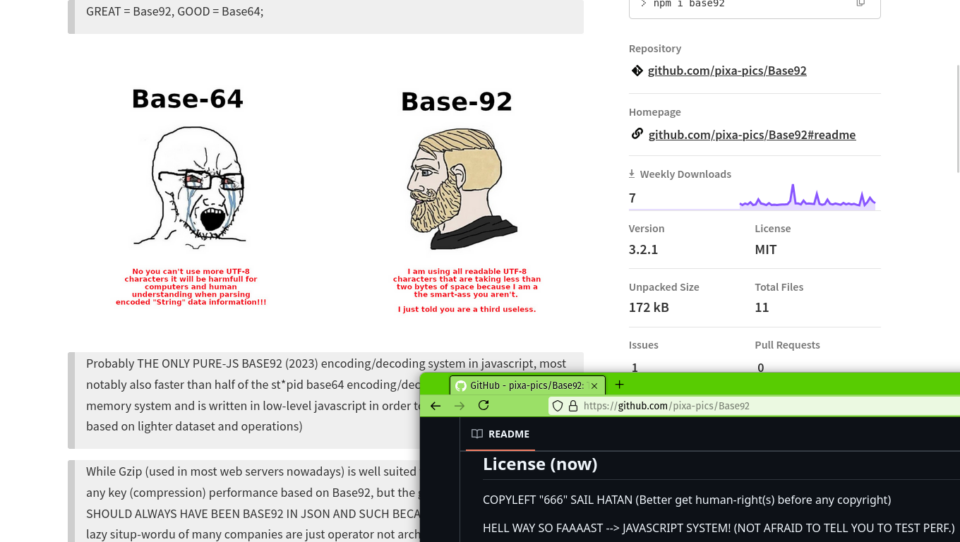 GREAT = Base92, GOOD = Base64;
Base-64
Base-92
No you can't use more UTF-8
characters it will be harmfull for
computers and human
understanding when parsing
encoded "String" data information!!!
I am using all readable UTF-8
characters that are taking less than
two bytes of space because I am a
the smart-ass you aren't.
I just told you are a third useless.
Probably THE ONLY PURE-JS BASE92 (2023) encoding/decoding system in javascript, most
notably also faster than half of the st*pid base64 encoding/dec
memory system and is written in low-level javascript in order t
based on lighter dataset and operations)
While Gzip (used in most web servers nowadays) is well suited
any key (compression) performance based on Base92, but the
SHOULD ALWAYS HAVE BEEN BASE92 IN JSON AND SUCH BECA
lazy situp-wordu of many companies are just operator not arch
> npm i base92
Repository
github.com/pixa-pics/Base92
Homepage
github.com/pixa-pics/Base92#readme
Weekly Downloads
7
Version
License
3.2.1
MIT
Unpacked Size
Total Files
172 kB
11
Issues
Pull Requests
1
0
GitHub - pixa-pics/Base92:
https://github.com/pixa-pics/Base92
README
License (now)
COPYLEFT "666" SAIL HATAN (Better get human-right(s) before any copyright)
HELL WAY SO FAAAAST --> JAVASCRIPT SYSTEM! (NOT AFRAID TO TELL YOU TO TEST PERF.)